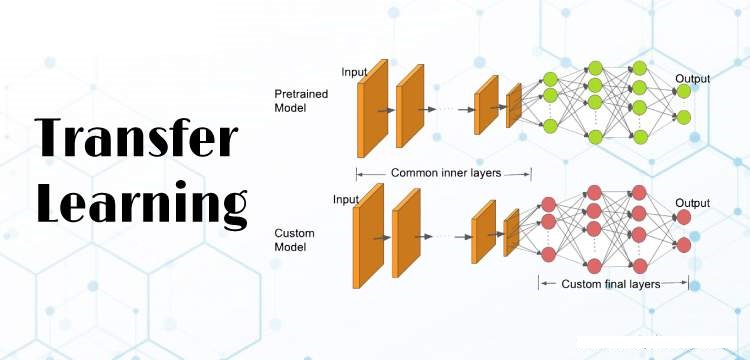 Transfer
Learning
Pretrained
Model
Input
Output
Common inner layers
Custom
Model
Input
Output
Custom final layers